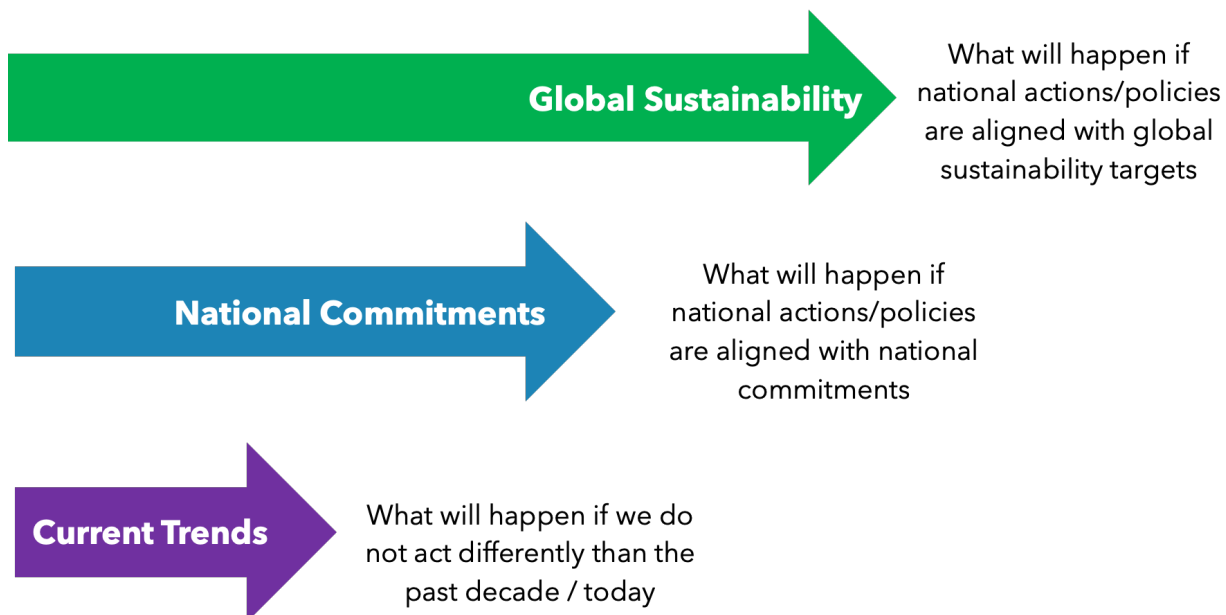 Global Sustainability
What will happen if
national actions/policies
are aligned with global
sustainability targets
National Commitments
What will happen if
national actions/policies
are aligned with national
commitments
Current Trends
What will happen if we do
not act differently than the
past decade / today